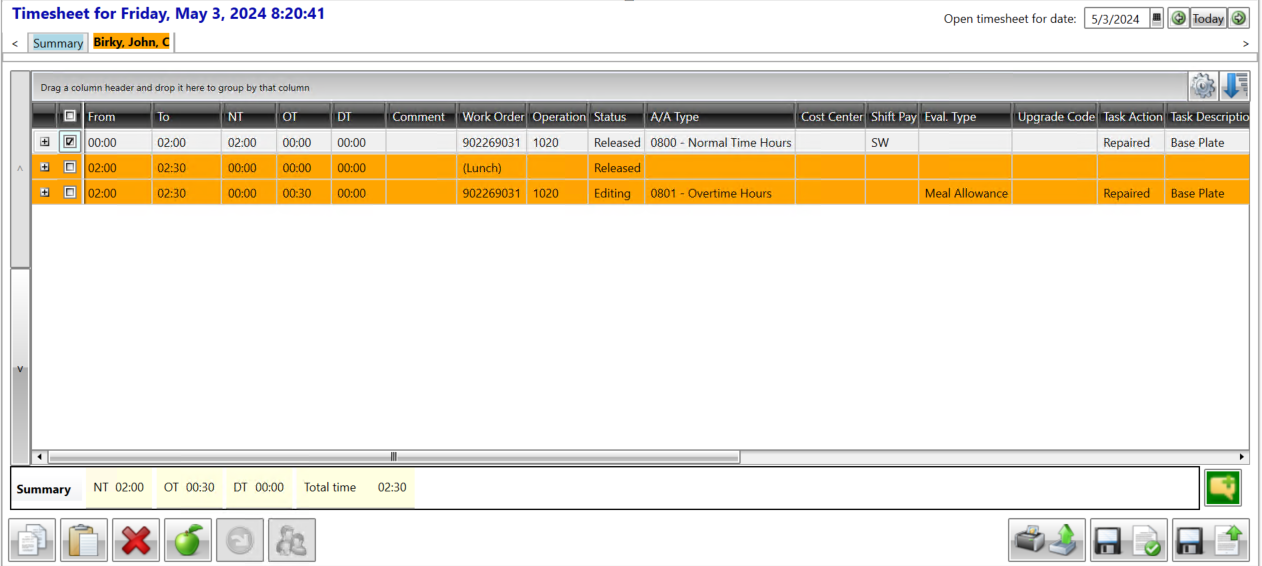 Timesheet for Friday, May 3, 2024 8:20:41
Open timesheet for date: 5/3/2024 Today
< Summary Birky, John, C >
Drag a column header and drop it here to group by that column
From To NT OT DT Comment Work Order Operation Status A/A Type Cost Center Shift Pay Eval. Type Upgrade Code Task Action Task Descriptio
00:00 02:00 02:00 00:00 00:00 902269031 1020 Released 0800 - Normal Time Hours SW Repaired Base Plate
02:00 02:30 00:00 00:00 00:00 (Lunch) Released
02:00 02:30 00:00 00:30 00:00 902269031 1020 Editing 0801 - Overtime Hours Meal Allowance Repaired Base Plate
Summary NT 02:00 OT 00:30 DT 00:00 Total time 02:30